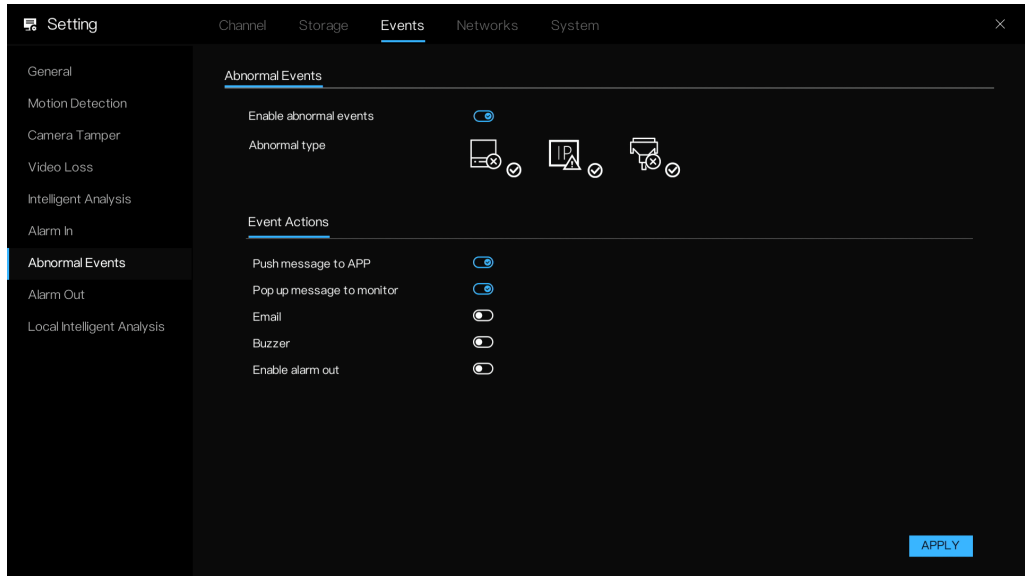 Setting
Channel Storage Events Networks System
General
Motion Detection
Camera Tamper
Video Loss
Intelligent Analysis
Alarm In
Abnormal Events
Alarm Out
Local Intelligent Analysis
Abnormal Events
Enable abnormal events
Abnormal type
IP
Event Actions
Push message to APP
Pop up message to monitor
Email
Buzzer
Enable alarm out
APPLY